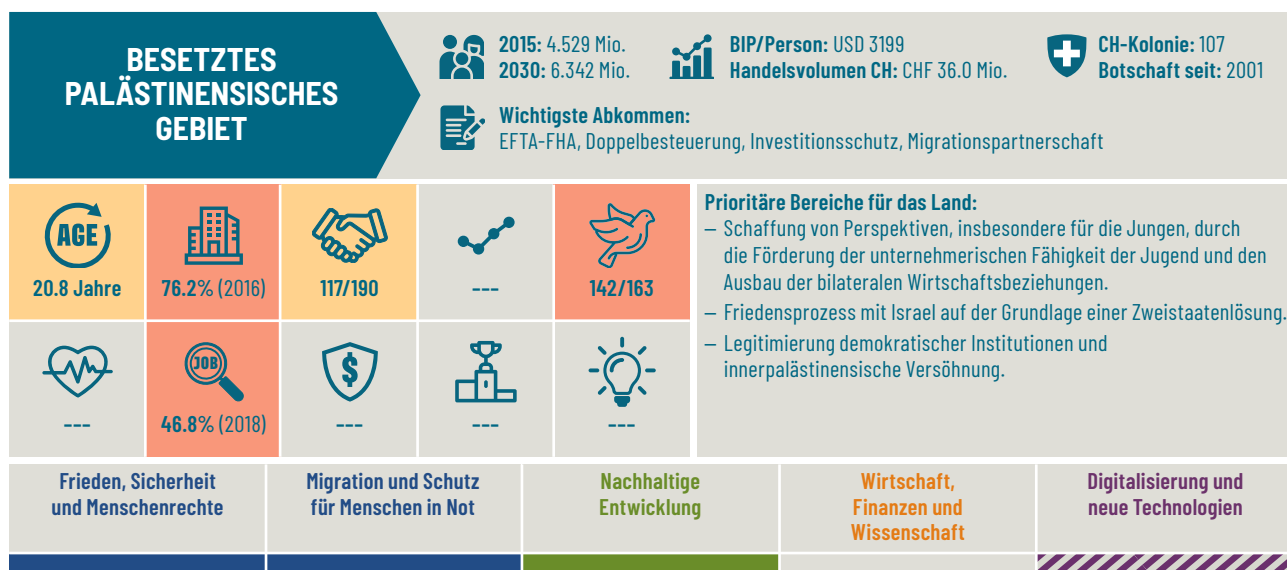 BESETZTES
PALÄSTINENSISCHES
GEBIET
2015: 4.529 Mio.
2030: 6.342 Mio.
BIP/Person: USD 3199
Handelsvolumen CH: CHF 36.0 Mio.
CH-Kolonie: 107
Botschaft seit: 2001
Wichtigste Abkommen:
EFTA-FHA, Doppelbesteuerung, Investitionsschutz, Migrationspartnerschaft
AGE
20.8 Jahre
76.2% (2016)
117/190
---
142/163
---
JOB
46.8% (2018)
$
---
---
---
Prioritäre Bereiche für das Land:
– Schaffung von Perspektiven, insbesondere für die Jungen, durch
die Förderung der unternehmerischen Fähigkeit der Jugend und den
Ausbau der bilateralen Wirtschaftsbeziehungen.
– Friedensprozess mit Israel auf der Grundlage einer Zweistaatenlösung.
– Legitimierung demokratischer Institutionen und
innerpalästinensische Versöhnung.
Frieden, Sicherheit
und Menschenrechte
Migration und Schutz
für Menschen in Not
Nachhaltige
Entwicklung
Wirtschaft,
Finanzen und
Wissenschaft
Digitalisierung und
neue Technologien